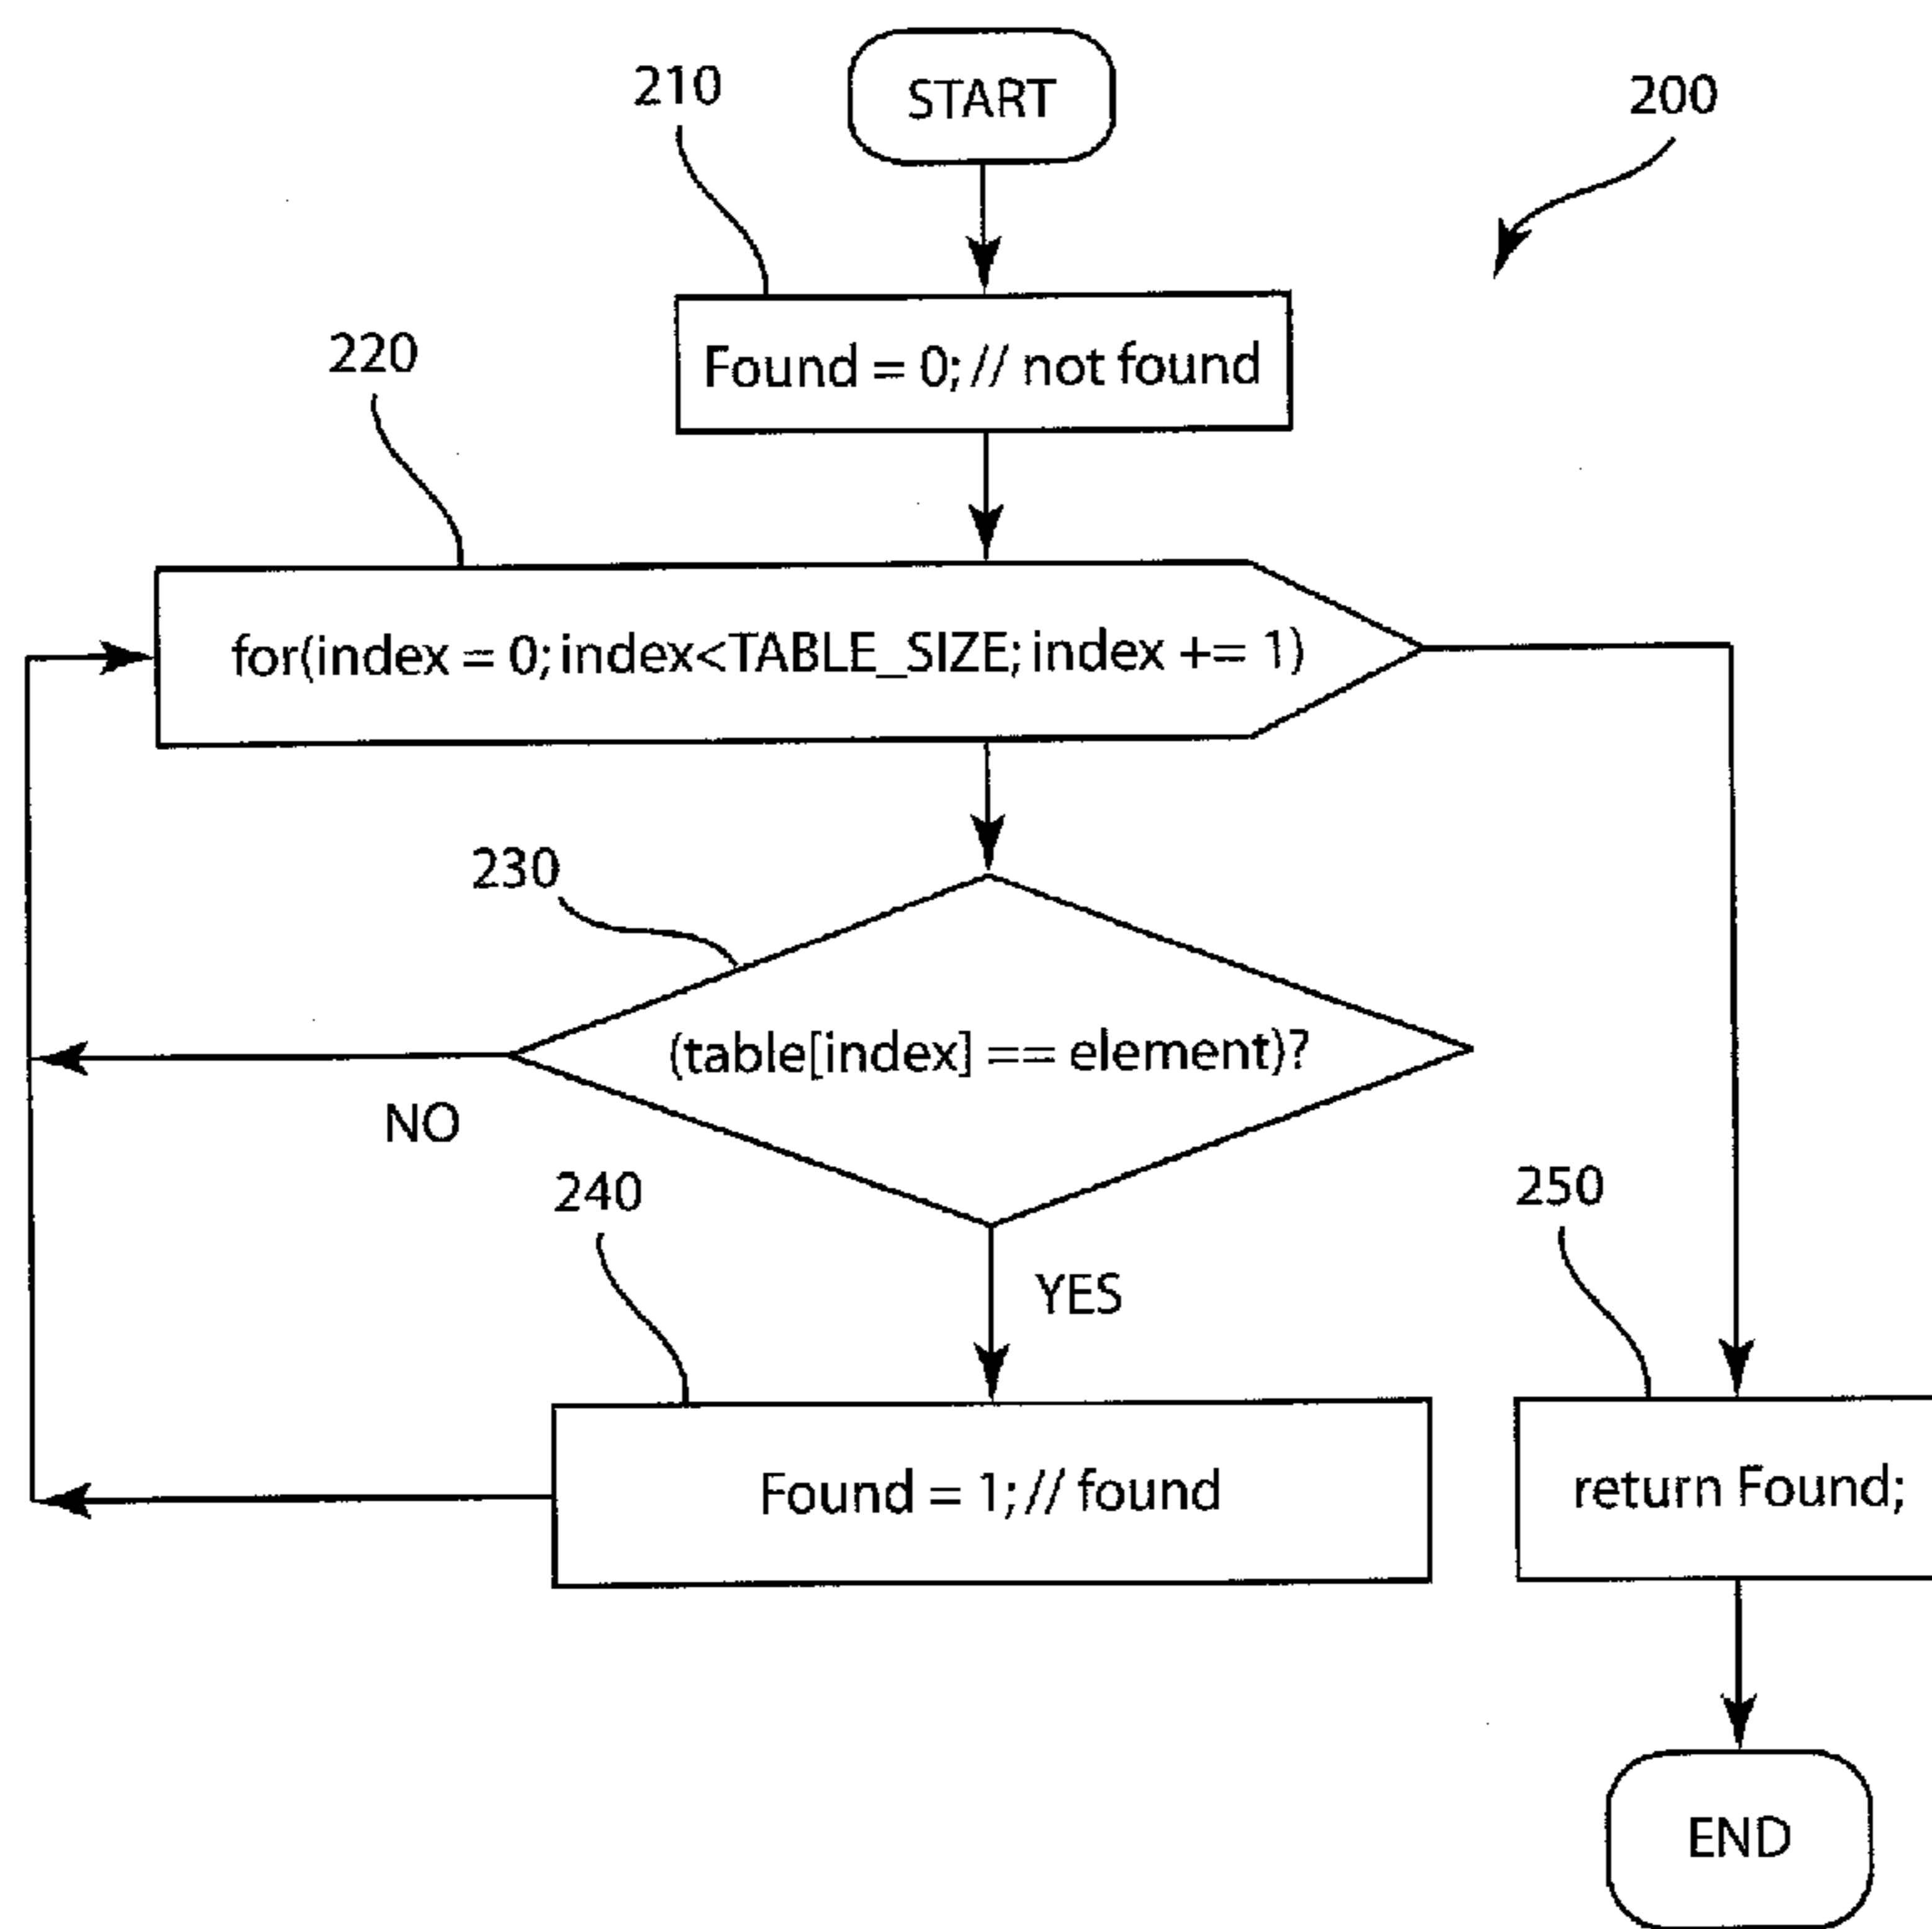 START
210
200
Found = 0; // not found
220
for(index = 0; index<TABLE_SIZE; index += 1)
230
(table[index] == element)?
NO
240
250
YES
Found = 1; // found
return Found;
END